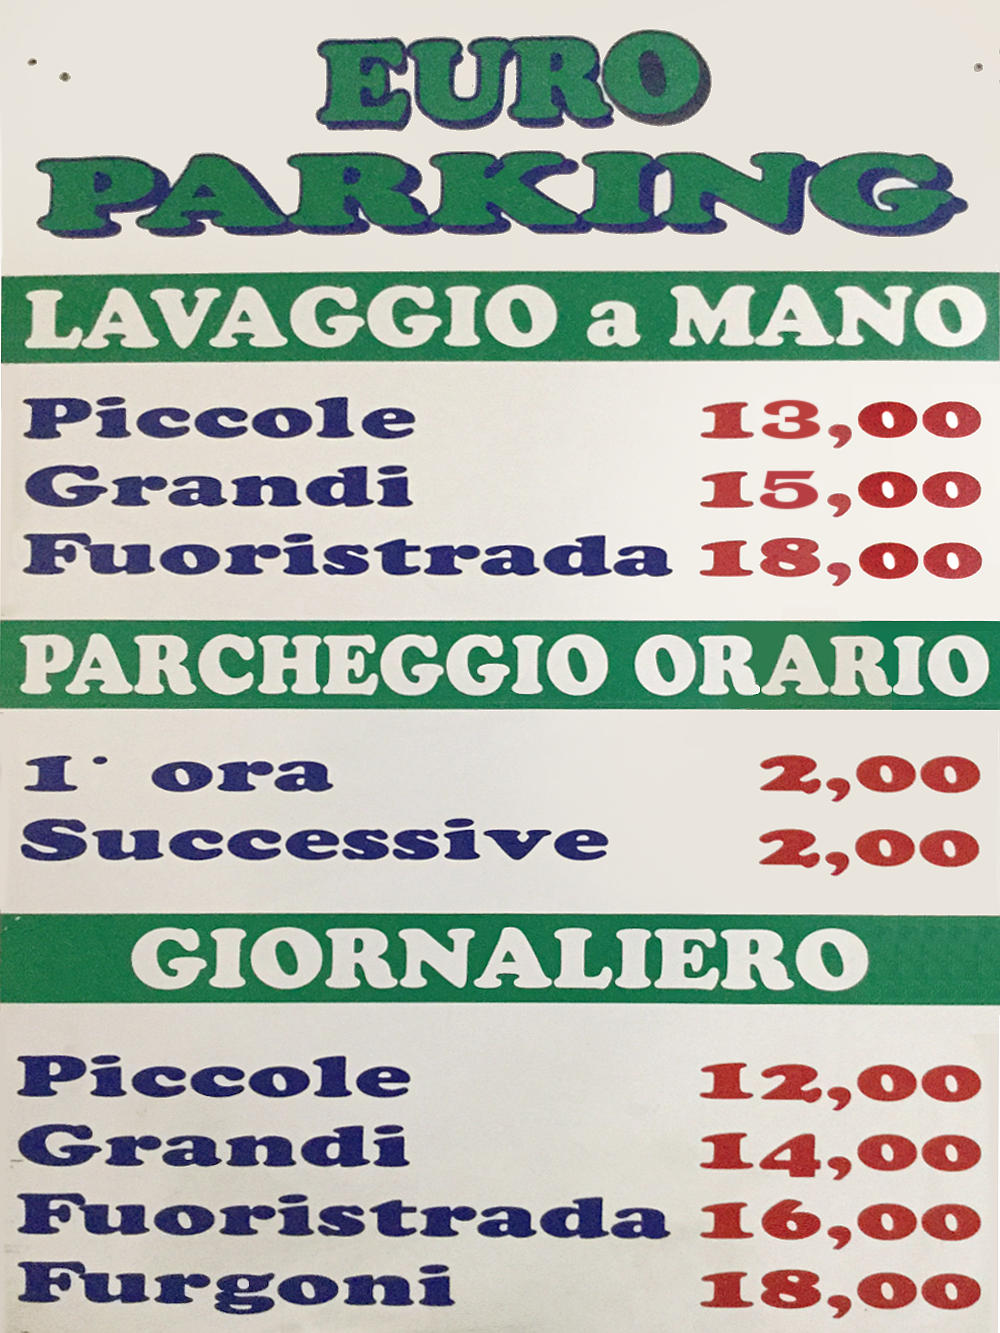 EURO
PARKING
LAVAGGIO a MANO
Piccole 13,00
Grandi 15,00
Fuoristrada 18,00
PARCHEGGIO ORARIO
1° ora 2,00
Successive 2,00
GIORNALIERO
Piccole 12,00
Grandi 14,00
Fuoristrada 16,00
Furgoni 18,00